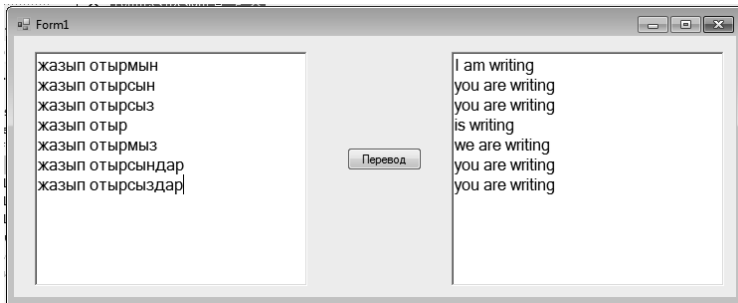 Form1
жазып отырмын
жазып отырсын
жазып отырсыз
жазып отыр
жазып отырмыз
жазып отырсындар
жазып отырсыздар
Перевод
I am writing
you are writing
you are writing
is writing
we are writing
you are writing
you are writing